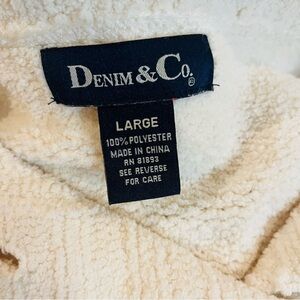 DENIM & CO.®
LARGE
100% POLYESTER
MADE IN CHINA
RN 81893
SEE REVERSE
FOR CARE